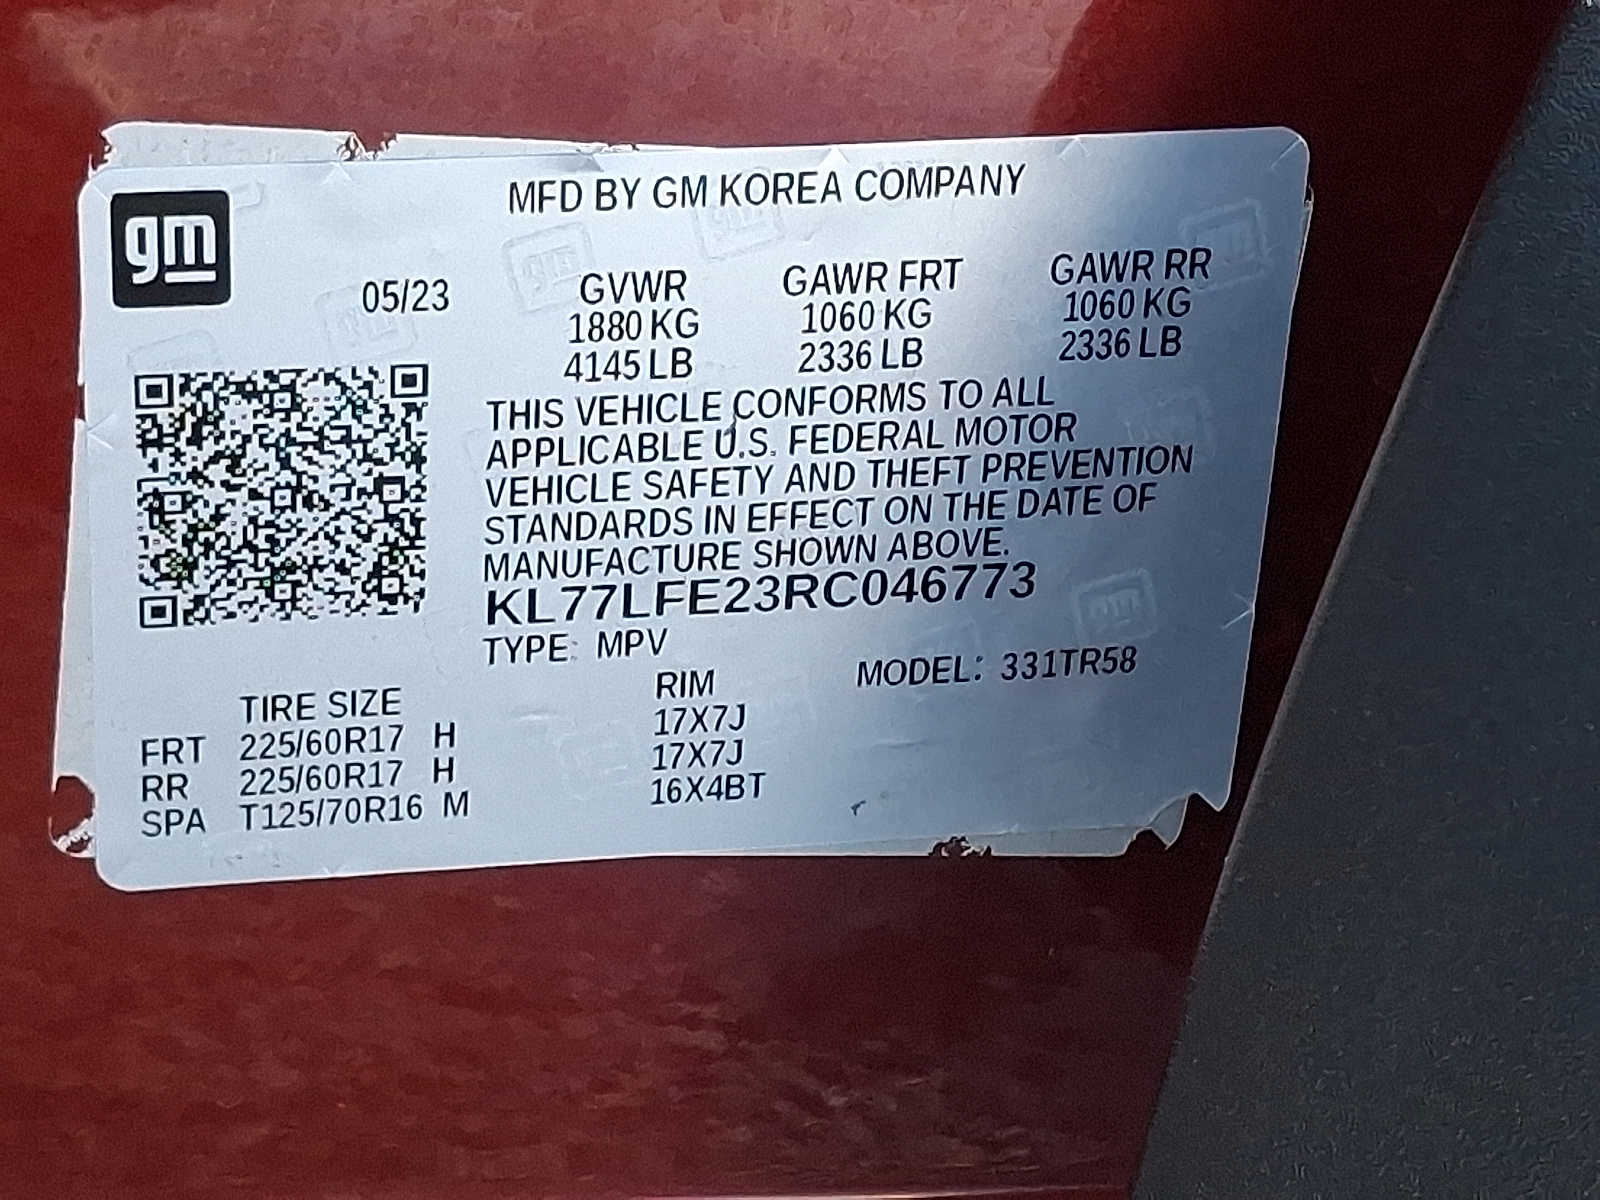 gm
MFD BY GM KOREA COMPANY
05/23 GVWR GAWR FRT GAWR RR
1880 KG 1060 KG 1060 KG
4145 LB 2336 LB 2336 LB
THIS VEHICLE CONFORMS TO ALL
APPLICABLE U.S. FEDERAL MOTOR
VEHICLE SAFETY AND THEFT PREVENTION
STANDARDS IN EFFECT ON THE DATE OF
MANUFACTURE SHOWN ABOVE.
KL77LFE23RC046773
TYPE: MPV
MODEL: 331TR58
TIRE SIZE RIM
FRT 225/60R17 H 17X7J
RR 225/60R17 H 17X7J
SPA T125/70R16 M 16X4BT